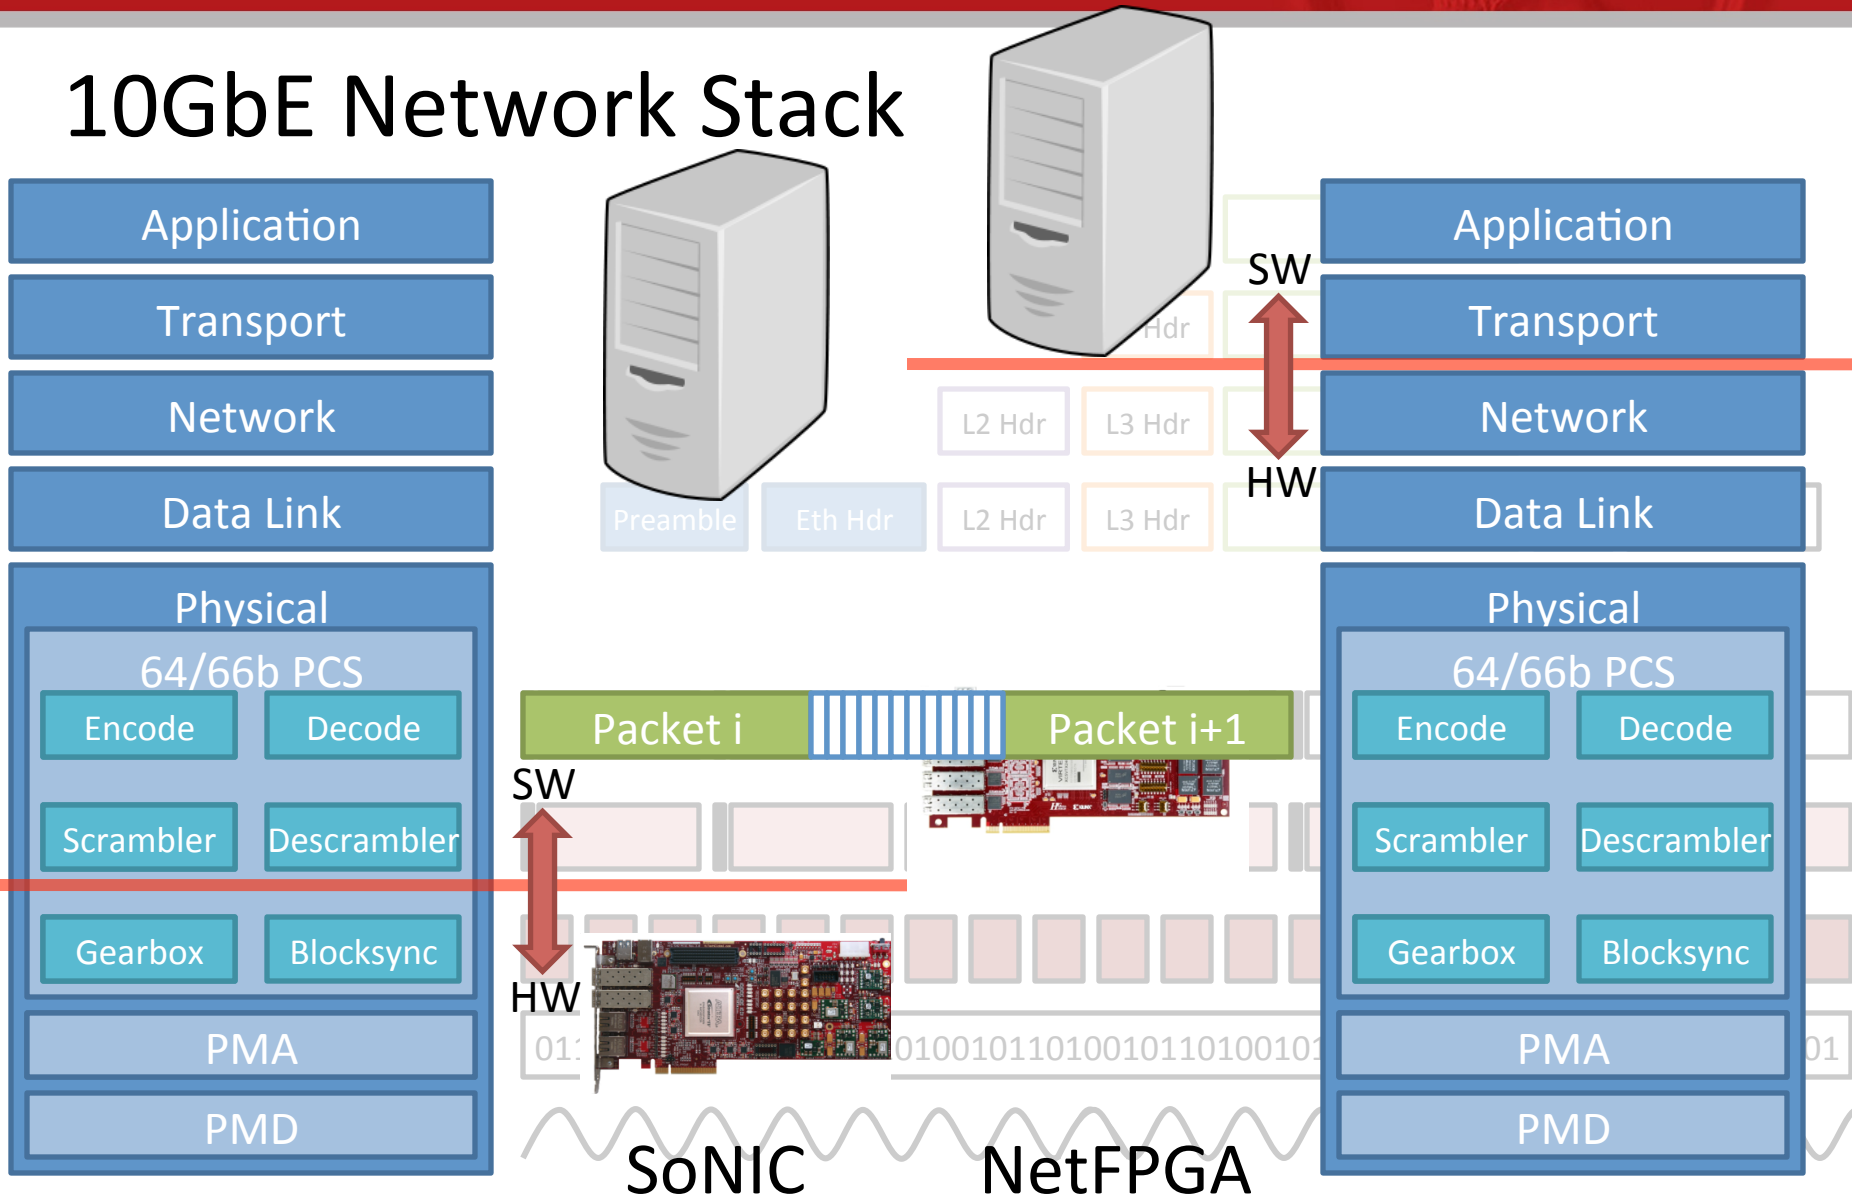 10GbE Network Stack
Application
Transport
Network
Data Link
Physical
64/66b PCS
Encode
Decode
Scrambler
Descrambler
Gearbox
Blocksync
PMA
PMD
SW
HW
Hdr
L2 Hdr
L3 Hdr
Preamble
Eth Hdr
L2 Hdr
L3 Hdr
Packet i
Packet i+1
SW
HW
SoNIC
NetFPGA
Application
Transport
Network
Data Link
Physical
64/66b PCS
Encode
Decode
Scrambler
Descrambler
Gearbox
Blocksync
PMA
PMD